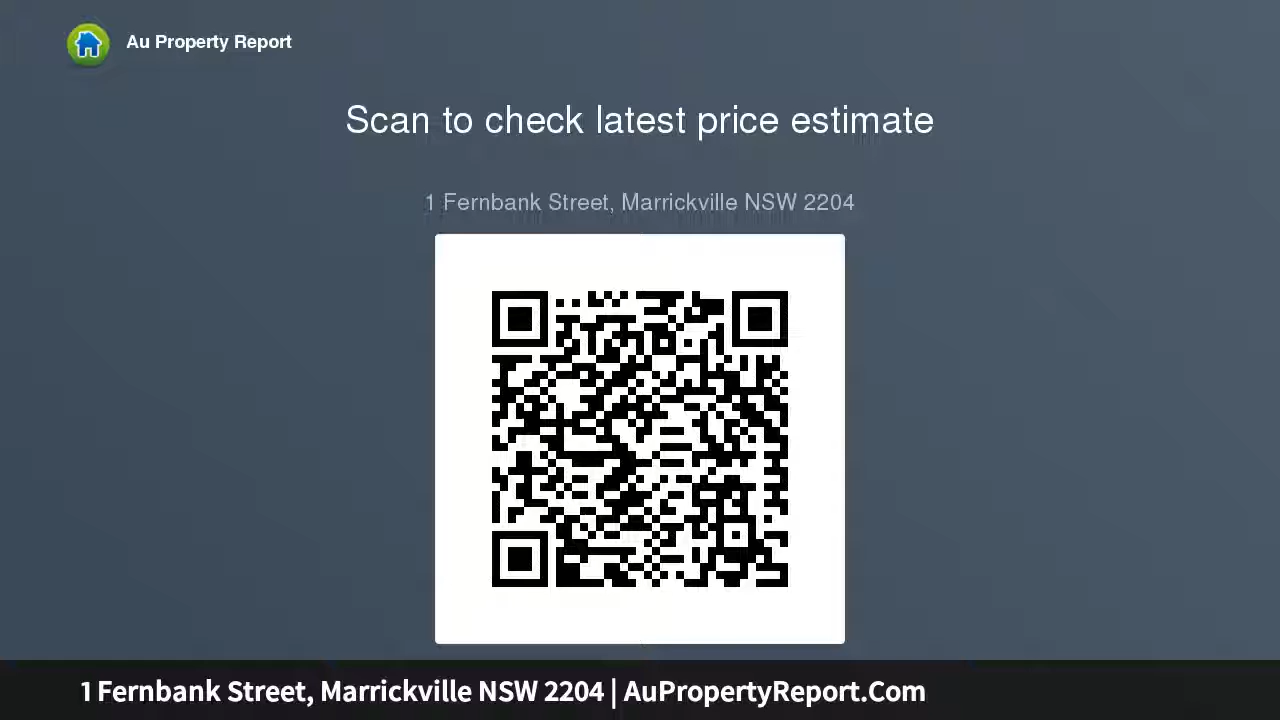 Au Property Report
Scan to check latest price estimate
1 Fernbank Street, Marrickville NSW 2204
1 Fernbank Street, Marrickville NSW 2204 | AuPropertyReport.Com